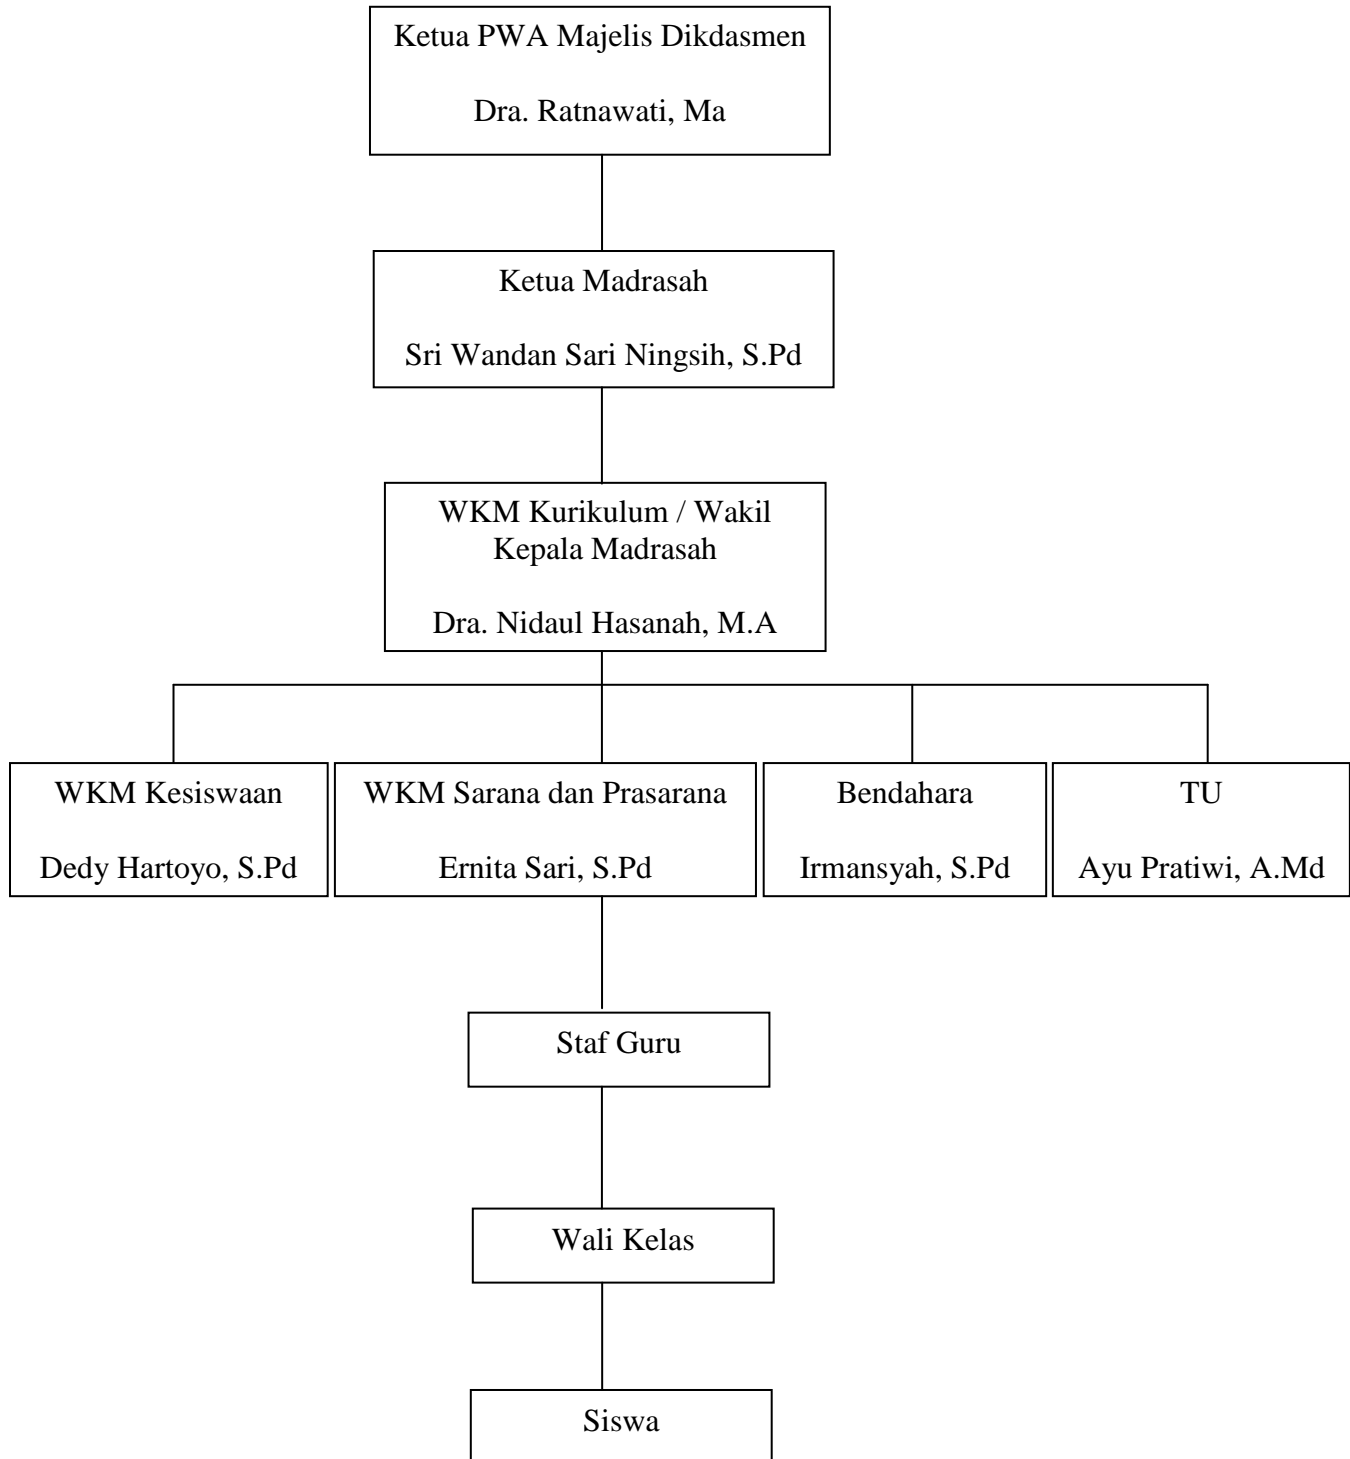 Ketua PWA Majelis Dikdasmen
Dra. Ratnawati, Ma
Ketua Madrasah
Sri Wandan Sari Ningsih, S.Pd
WKM Kurikulum / Wakil
Kepala Madrasah
Dra. Nidaul Hasanah, M.A
WKM Kesiswaan
Dedy Hartoyo, S.Pd
WKM Sarana dan Prasarana
Ernita Sari, S.Pd
Bendahara
Irmansyah, S.Pd
TU
Ayu Pratiwi, A.Md
Staf Guru
Wali Kelas
Siswa